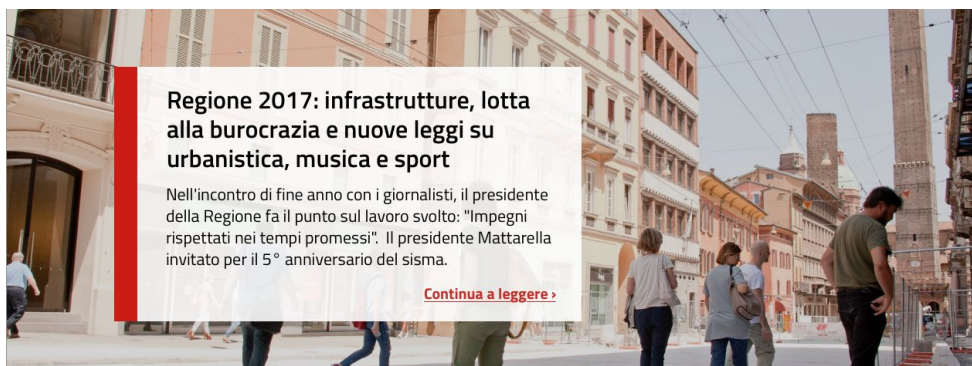 Regione 2017: infrastrutture, lotta
alla burocrazia e nuove leggi su
urbanistica, musica e sport
Nell'incontro di fine anno con i giornalisti, il presidente
della Regione fa il punto sul lavoro svolto: "Impegni
rispettati nei tempi promessi".  Il presidente Mattarella
invitato per il 5° anniversario del sisma.
Continua a leggere ›